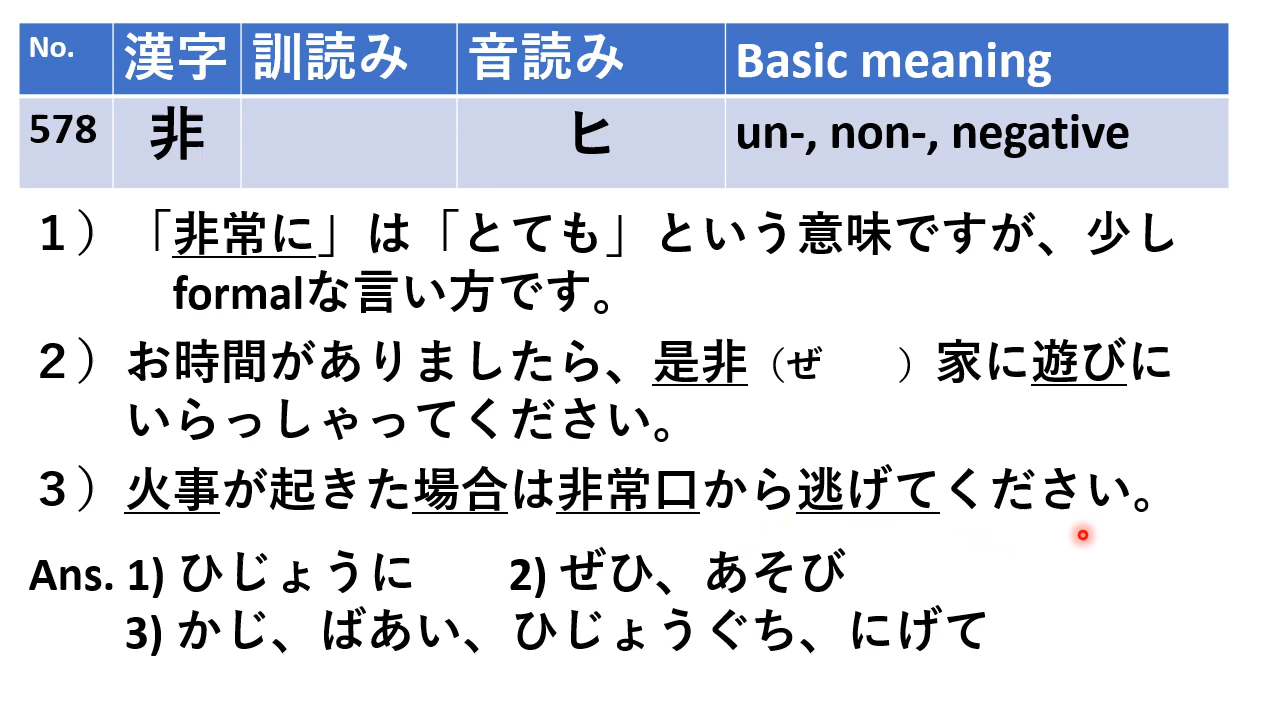 No. 漢字 訓読み 音読み Basic meaning
578 非 ヒ un-, non-, negative
１）「非常に」は「とても」という意味ですが、少し
formalな言い方です。
２）お時間がありましたら、是非（ぜ　　）家に遊びに
いらっしゃってください。
３）火事が起きた場合は非常口から逃げてください。
Ans. 1) ひじょうに　　2) ぜひ、あそび
3) かじ、ばあい、ひじょうぐち、にげて